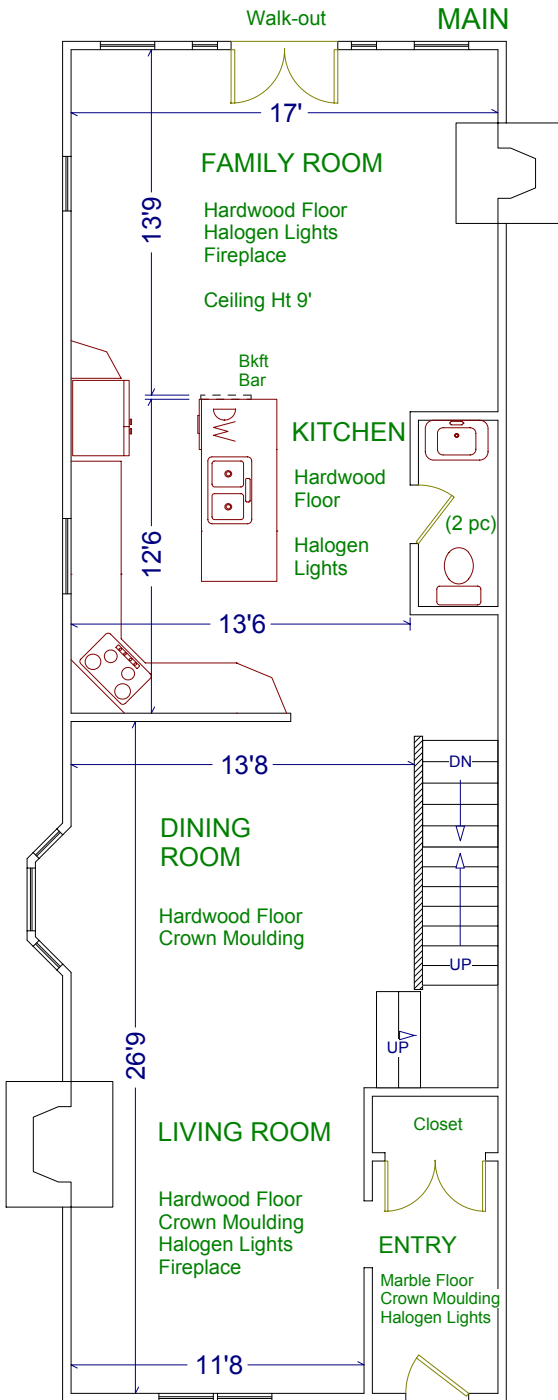 Walk-out
MAIN
17'
FAMILY ROOM
13'9
Hardwood Floor
Halogen Lights
Fireplace
Ceiling Ht 9'
Bkft
Bar
DW
KITCHEN
Hardwood
Floor
(2 pc)
12'6
Halogen
Lights
13'6
13'8
DN
DINING
ROOM
Hardwood Floor
Crown Moulding
UP
26'9
UP
LIVING ROOM
Closet
Hardwood Floor
Crown Moulding
Halogen Lights
Fireplace
ENTRY
Marble Floor
Crown Moulding
Halogen Lights
11'8